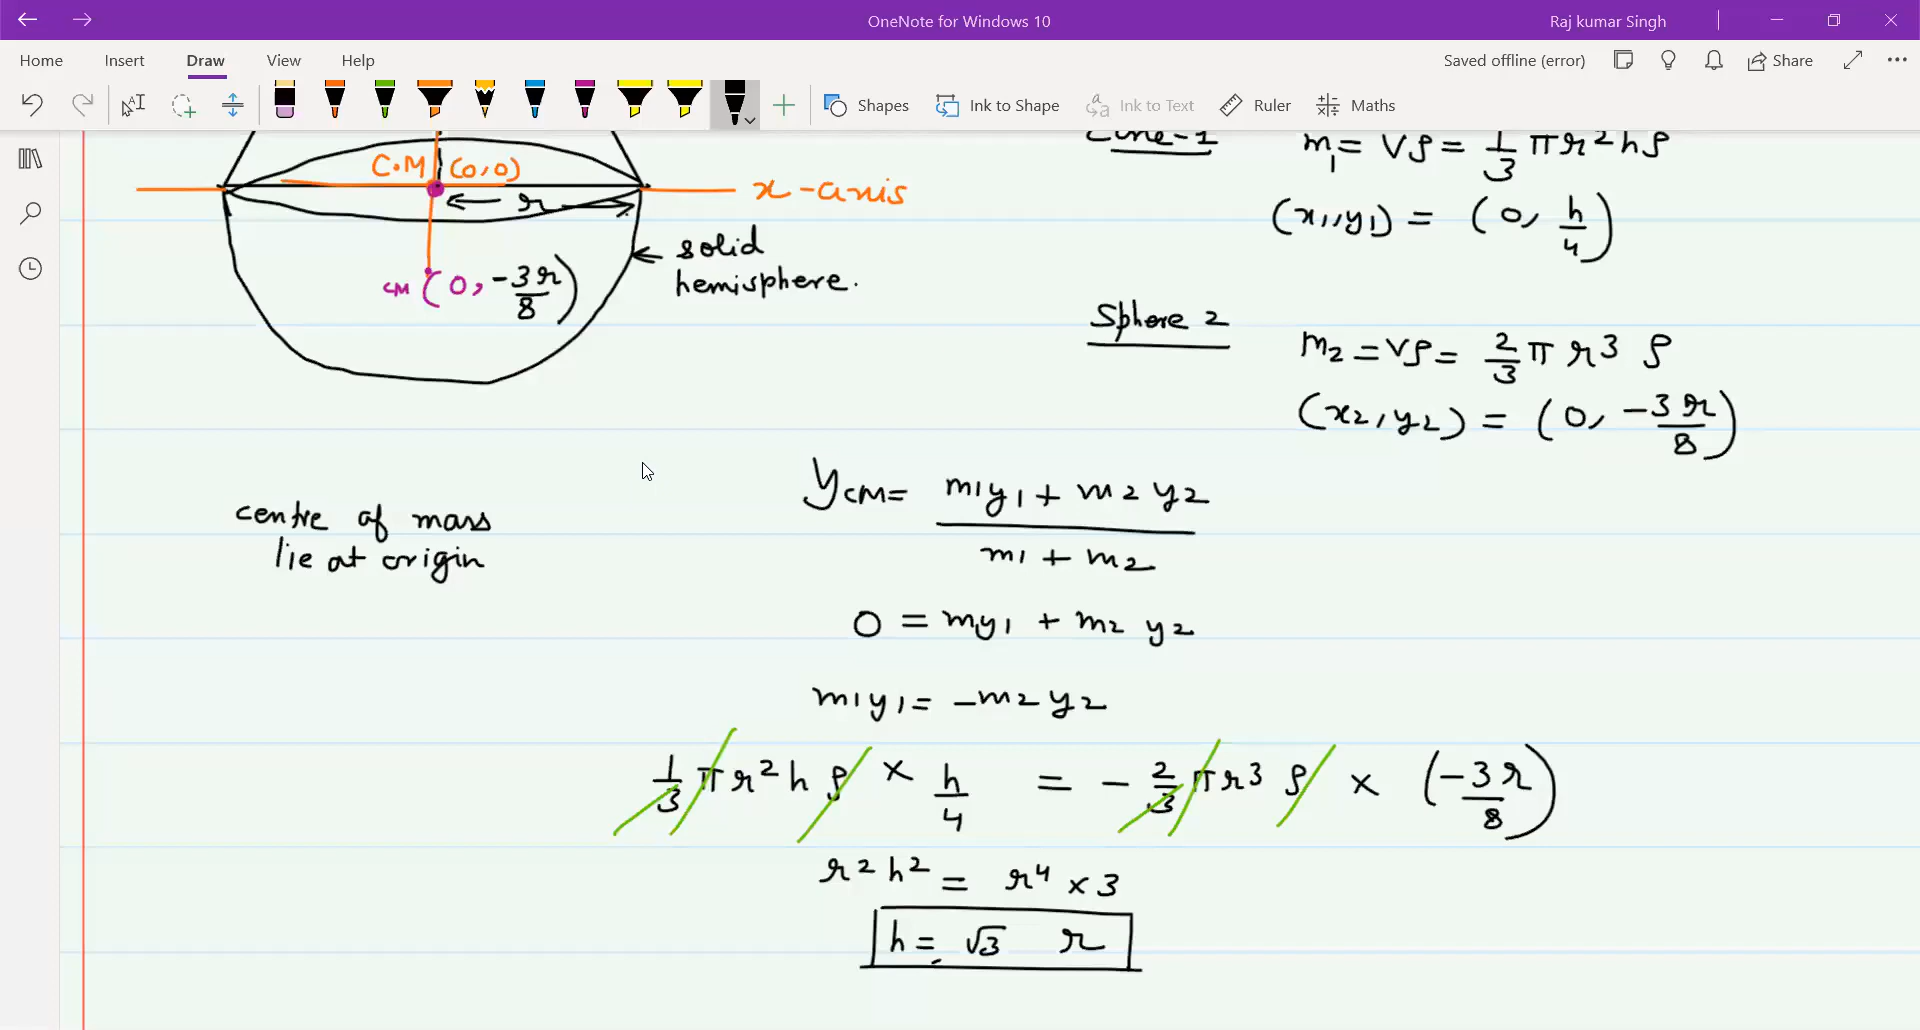 OneNote for Windows 10
Raj kumar Singh
Home Insert Draw View Help
Saved offline (error)
Share
Shapes
Ink to Shape
Ink to Text
Ruler
Maths
C.M (0,0)
x-axis
r
solid
hemisphere.
CM (0, -3r/8)
m1 = Vρ = 1/3 πr²hρ
(x1,y1) = (0, h/4)
Sphere 2
m2 = Vρ = 2/3 π r³ ρ
(x2,y2) = (0, -3r/8)
centre of mass
lie at origin
ycm = m1y1 + m2y2
m1 + m2
0 = m1y1 + m2 y2
m1y1 = -m2y2
1/3 πr²hρ × h/4 = - 2/3 πr³ ρ × (-3r/8)
r²h² = r⁴ × 3
h = √3 r